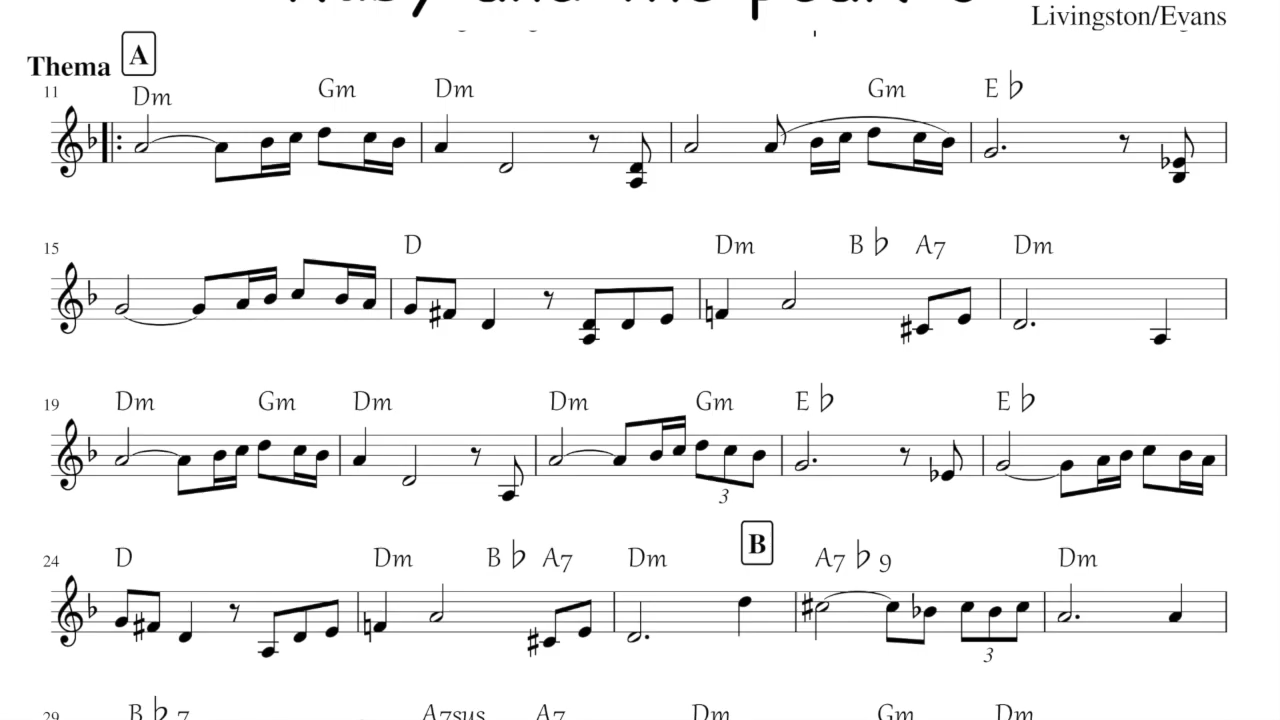 Livingston/Evans
Thema A
11 Dm Gm Dm Gm E♭
15 D Dm B♭ A7 Dm
19 Dm Gm Dm Dm Gm E♭ E♭
3
24 D Dm B♭ A7 Dm B A7♭9 Dm
3
29 B♭7 A7sus A7 Dm Gm Dm